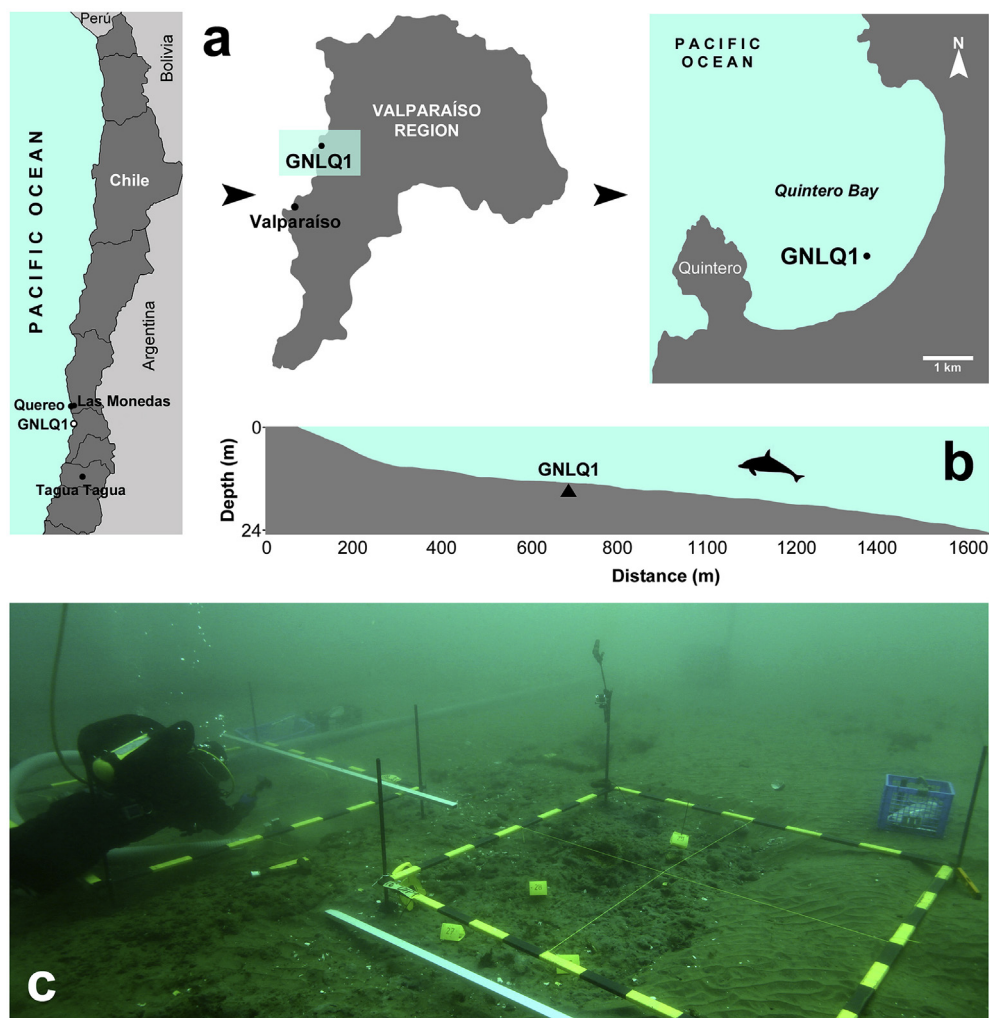 Perú
Bolivia
PACIFIC OCEAN
Chile
Argentina
Quereo
Las Monedas
GNLQ1
Tagua Tagua
a
VALPARAÍSO
REGION
GNLQ1
Valparaíso
PACIFIC
OCEAN
N
Quintero Bay
GNLQ1
Quintero
1 km
b
Depth (m)
0
24
GNLQ1
0 200 400 600 800 1100 1200 1400 1600
Distance (m)
c